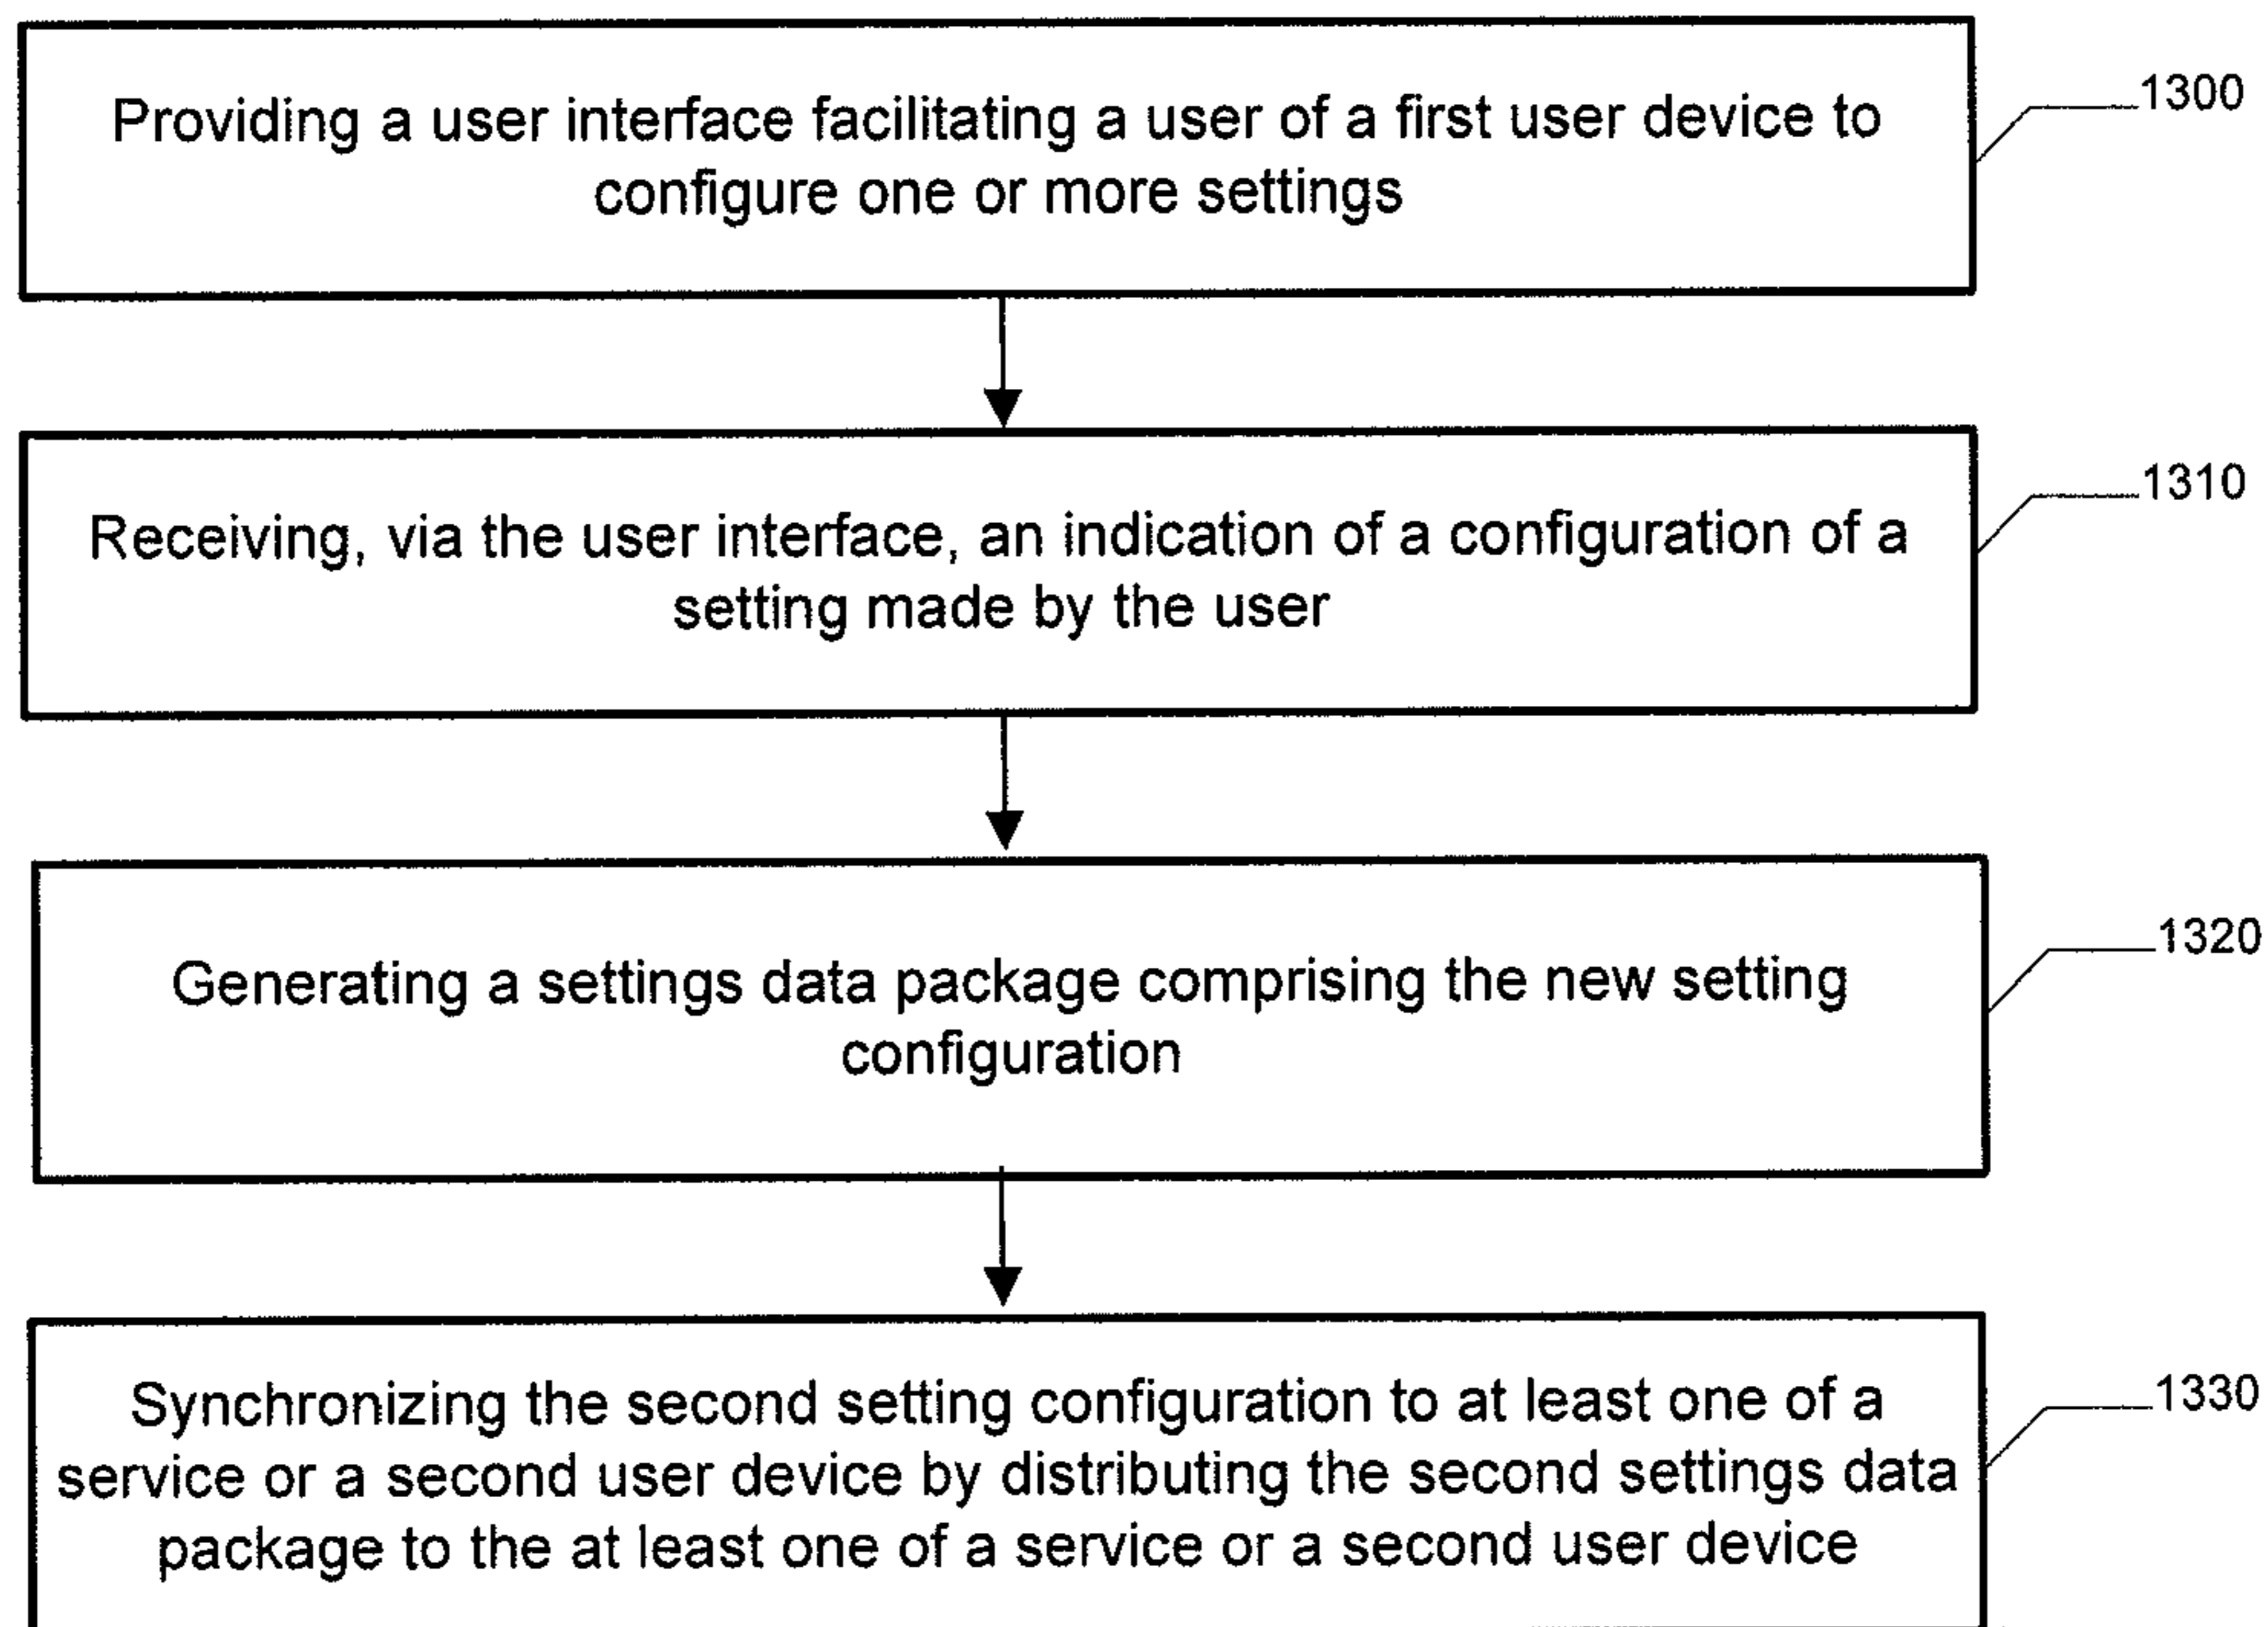 Providing a user interface facilitating a user of a first user device to
configure one or more settings
1300
Receiving, via the user interface, an indication of a configuration of a
setting made by the user
1310
Generating a settings data package comprising the new setting
configuration
1320
Synchronizing the second setting configuration to at least one of a
service or a second user device by distributing the second settings data
package to the at least one of a service or a second user device
1330